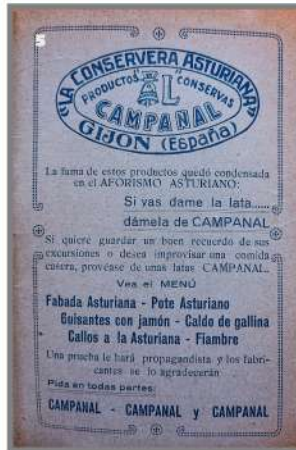 5
"LA CONSERVERA ASTURIANA"
PRODUCTOS "AL" CONSERVAS
CAMPANAL
GIJON (España)
La fama de estos productos quedó condensada
en el AFORISMO ASTURIANO:
Si vas dame la lata......
dámela de CAMPANAL
Si quiere guardar un buen recuerdo de sus
excursiones o desea improvisar una comida
casera, provéase de unas latas CAMPANAL.
Vea el MENÚ
Fabada Asturiana - Pote Asturiano
Guisantes con jamón - Caldo de gallina
Callos a la Asturiana - Fiambre
Una prueba le hará propagandista y los fabri-
cantes se lo agradecerán
Pida en todas partes:
CAMPANAL - CAMPANAL y CAMPANAL